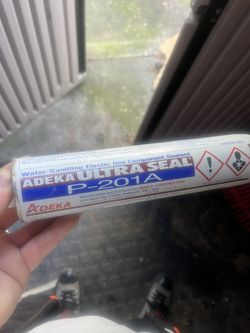 Water-Swelling Elastic One Component Sealant
ADEKA ULTRA SEAL
P-201A
ADEKA